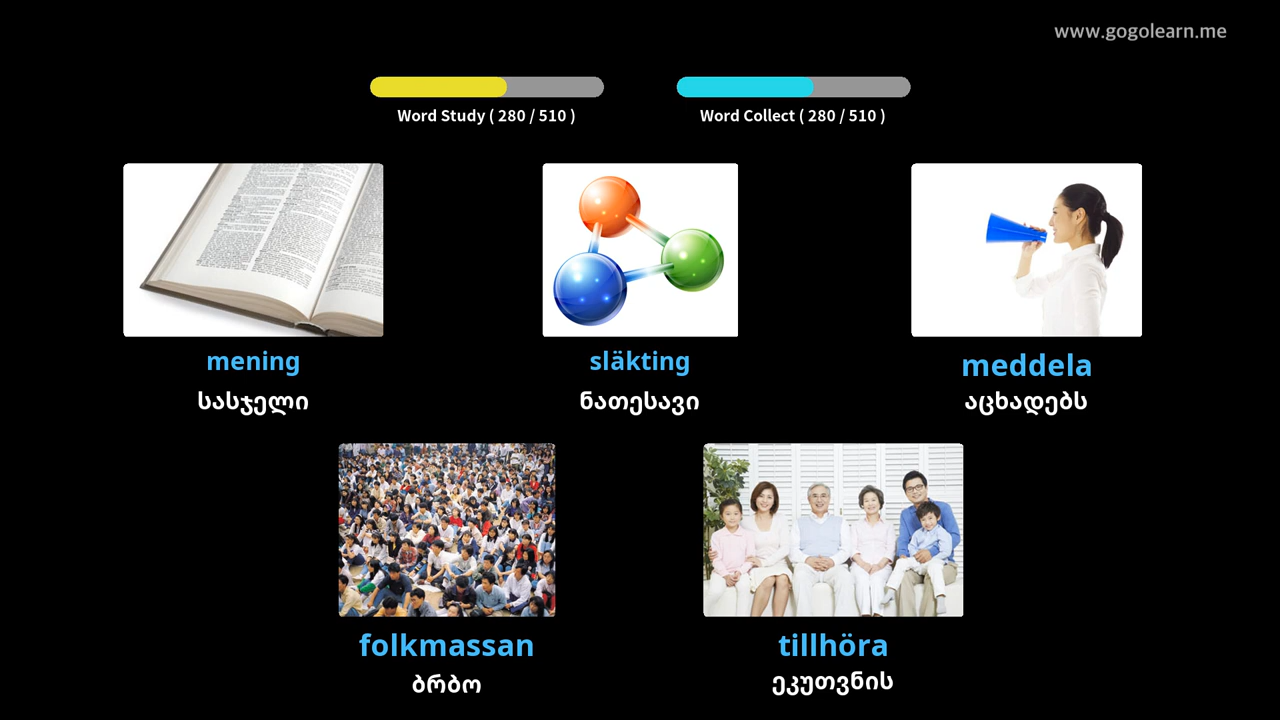 www.gogolearn.me
Word Study ( 280 / 510 )
Word Collect ( 280 / 510 )
mening
სასჯელი
släkting
ნათესავი
meddela
აცხადებს
folkmassan
ბრბო
tillhöra
ეკუთვნის